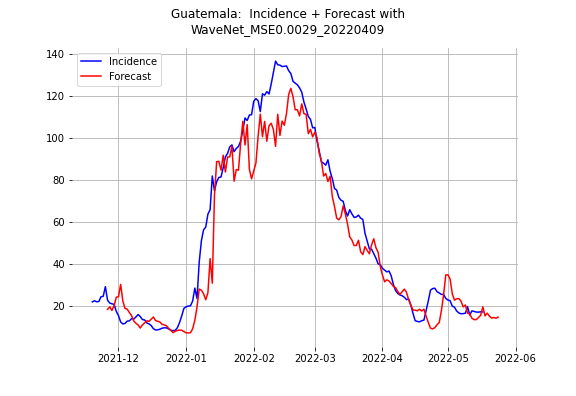 Guatemala:  Incidence + Forecast with
WaveNet_MSE0.0029_20220409
Incidence
Forecast
140
120
100
80
60
40
20
2021-12 2022-01 2022-02 2022-03 2022-04 2022-05 2022-06